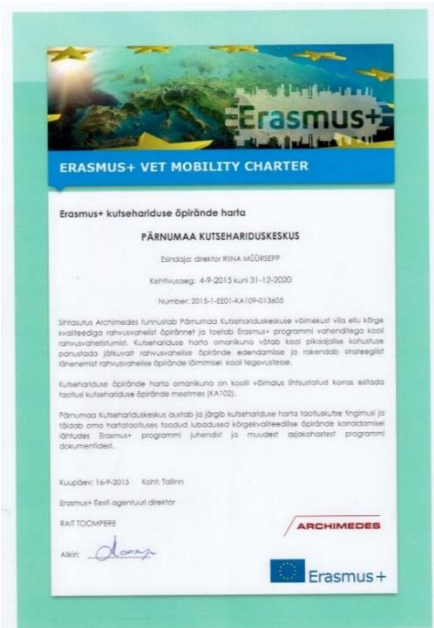 Erasmus+
ERASMUS+ VET MOBILITY CHARTER
Erasmus+ kutsehariduse õpirände harta
PÄRNUMAA KUTSEHARIDUSKESKUS
Esindaja: direktor RIINA MÜÜRSEPP
Kehtivusaeg: 4-9-2015 kuni 31-12-2020
Number: 2015-1-EE01-KA109-013605
Sihtasutus Archimedes tunnustab Pärnumaa Kutsehariduskeskuse võimekust viia ellu kõrge
kvaliteediga rahvusvahelist õpirännet ja toetab Erasmus+ programmi vahenditega kooli
rahvusvahelistumist. Kutsehariduse harta omanikuna võtab kool pikaajalise kohustuse
panustada jätkuvalt rahvusvahelise õpirände edendamisse ja rakendab strateegilist
lähenemist rahvusvahelise õpirände lõimimisel kooli tegevustesse.
Kutsehariduse õpirände harta omanikuna on koolil võimalus lihtsustatud korras esitada
taotlusi kutsehariduse õpirände meetmes (KA102).
Pärnumaa Kutsehariduskeskus austab ja järgib kutsehariduse harta taotluskutse tingimusi ja
täidab oma hartataotluses toodud lubadused kõrgekvaliteedilise õpirände korraldamisel
lähtudes Erasmus+ programmi juhendist ja muudest asjakohastest programmi
dokumentidest.
Kuupäev: 16-9-2015 Koht: Tallinn
Erasmus+ Eesti agentuuri direktor
RAIT TOOMPERE
ARCHIMEDES
Allkiri:
Erasmus+